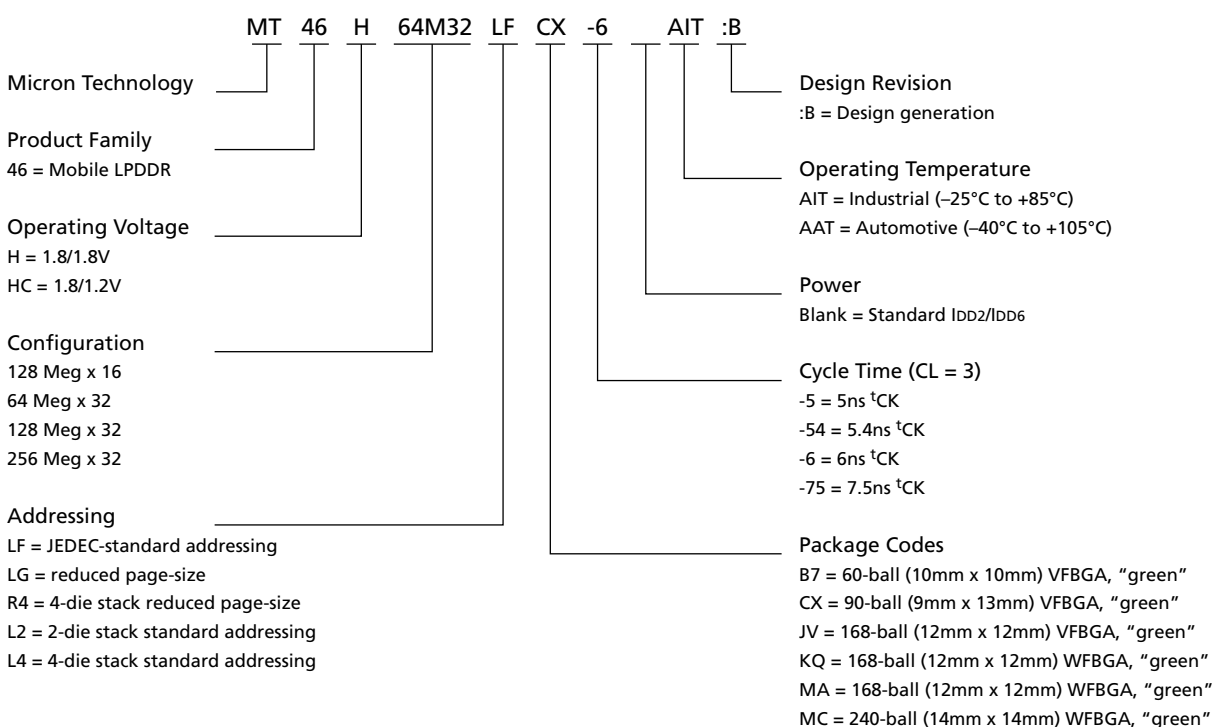 MT 46 H 64M32 LF CX -6 AIT :B
Micron Technology
Product Family
46 = Mobile LPDDR
Operating Voltage
H = 1.8/1.8V
HC = 1.8/1.2V
Configuration
128 Meg x 16
64 Meg x 32
128 Meg x 32
256 Meg x 32
Addressing
LF = JEDEC-standard addressing
LG = reduced page-size
R4 = 4-die stack reduced page-size
L2 = 2-die stack standard addressing
L4 = 4-die stack standard addressing
Design Revision
:B = Design generation
Operating Temperature
AIT = Industrial (–25°C to +85°C)
AAT = Automotive (–40°C to +105°C)
Power
Blank = Standard IDD2/IDD6
Cycle Time (CL = 3)
-5 = 5ns tCK
-54 = 5.4ns tCK
-6 = 6ns tCK
-75 = 7.5ns tCK
Package Codes
B7 = 60-ball (10mm x 10mm) VFBGA, “green”
CX = 90-ball (9mm x 13mm) VFBGA, “green”
JV = 168-ball (12mm x 12mm) VFBGA, “green”
KQ = 168-ball (12mm x 12mm) WFBGA, “green”
MA = 168-ball (12mm x 12mm) WFBGA, “green”
MC = 240-ball (14mm x 14mm) WFBGA, “green”